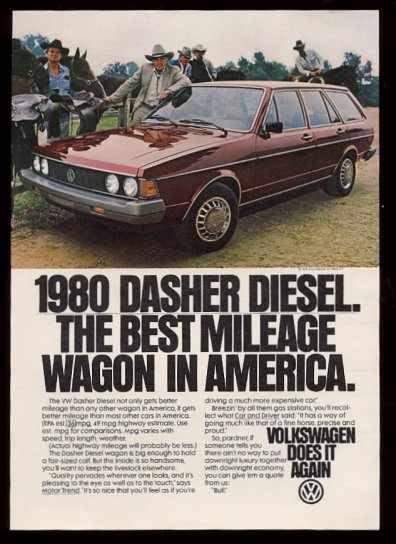 1980 DASHER DIESEL.
THE BEST MILEAGE
WAGON IN AMERICA.
The VW Dasher Diesel not only gets better
mileage than any other wagon in America, it gets
better mileage than most other cars in America.
(EPA est. 36 mpg, 49 mpg highway estimate. Use
est. mpg for comparisons. Mpg varies with
speed, trip length, weather.
(Actual highway mileage will probably be less.)
The Dasher Diesel wagon is big enough to hold
a fair-sized calf. But the inside is so handsome,
you'll want to keep the livestock elsewhere.
"Quality pervades wherever one looks, and it's
pleasing to the eye as well as to the touch," says
Motor Trend. "It's so nice that you'll feel as if you're
driving a much more expensive car."
Breezin' by all them gas stations, you'll recol-
lect what Car and Driver said: "It has a way of
going much like that of a fine horse, precise and
proud."
So, pardner, if
someone tells you
there ain't no way to put
downright luxury together
with downright economy,
you can give 'em a quote
from us:
"Bull."
VOLKSWAGEN
DOES IT
AGAIN